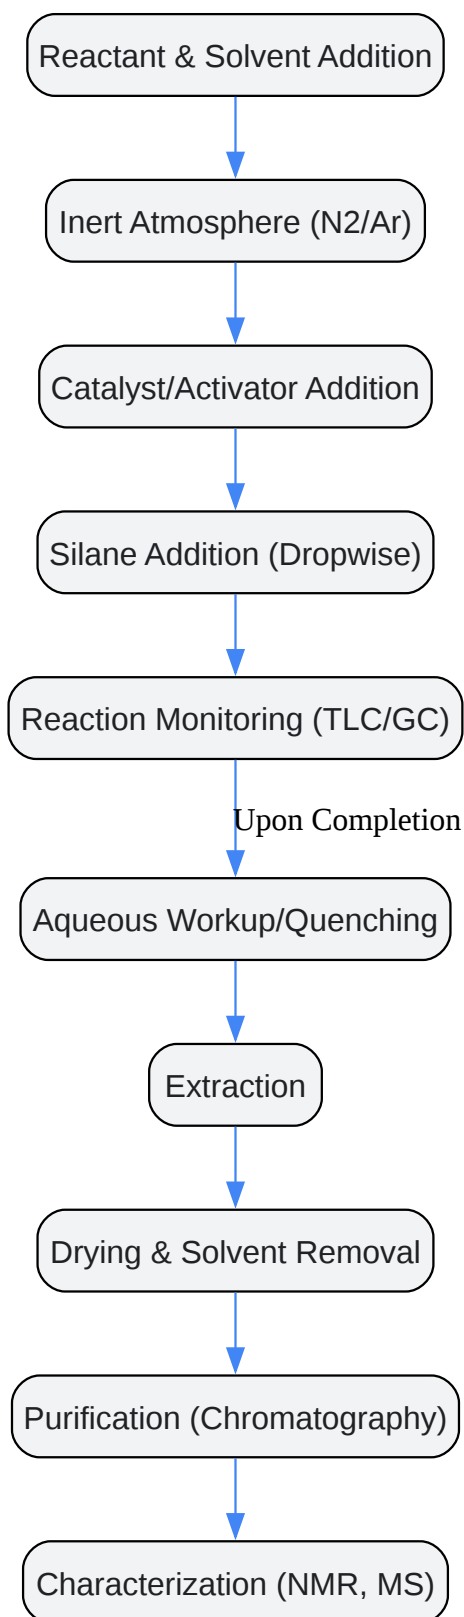 Reactant & Solvent Addition
Inert Atmosphere (N2/Ar)
Catalyst/Activator Addition
Silane Addition (Dropwise)
Reaction Monitoring (TLC/GC)
Upon Completion
Aqueous Workup/Quenching
Extraction
Drying & Solvent Removal
Purification (Chromatography)
Characterization (NMR, MS)